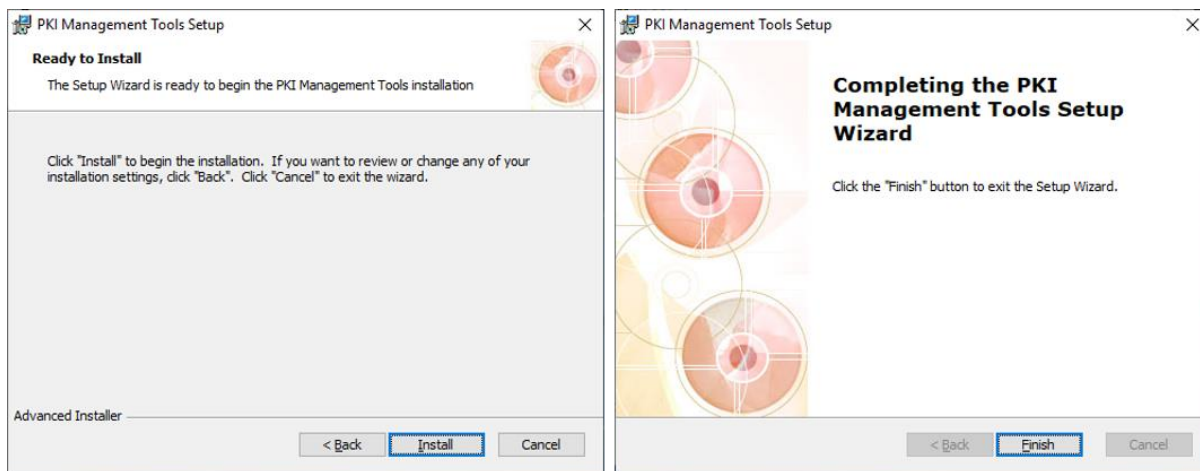 PKI Management Tools Setup
Ready to Install
The Setup Wizard is ready to begin the PKI Management Tools installation
Click "Install" to begin the installation.  If you want to review or change any of your
installation settings, click "Back".  Click "Cancel" to exit the wizard.
Advanced Installer
< Back
Install
Cancel
PKI Management Tools Setup
Completing the PKI
Management Tools Setup
Wizard
Click the "Finish" button to exit the Setup Wizard.
< Back
Finish
Cancel